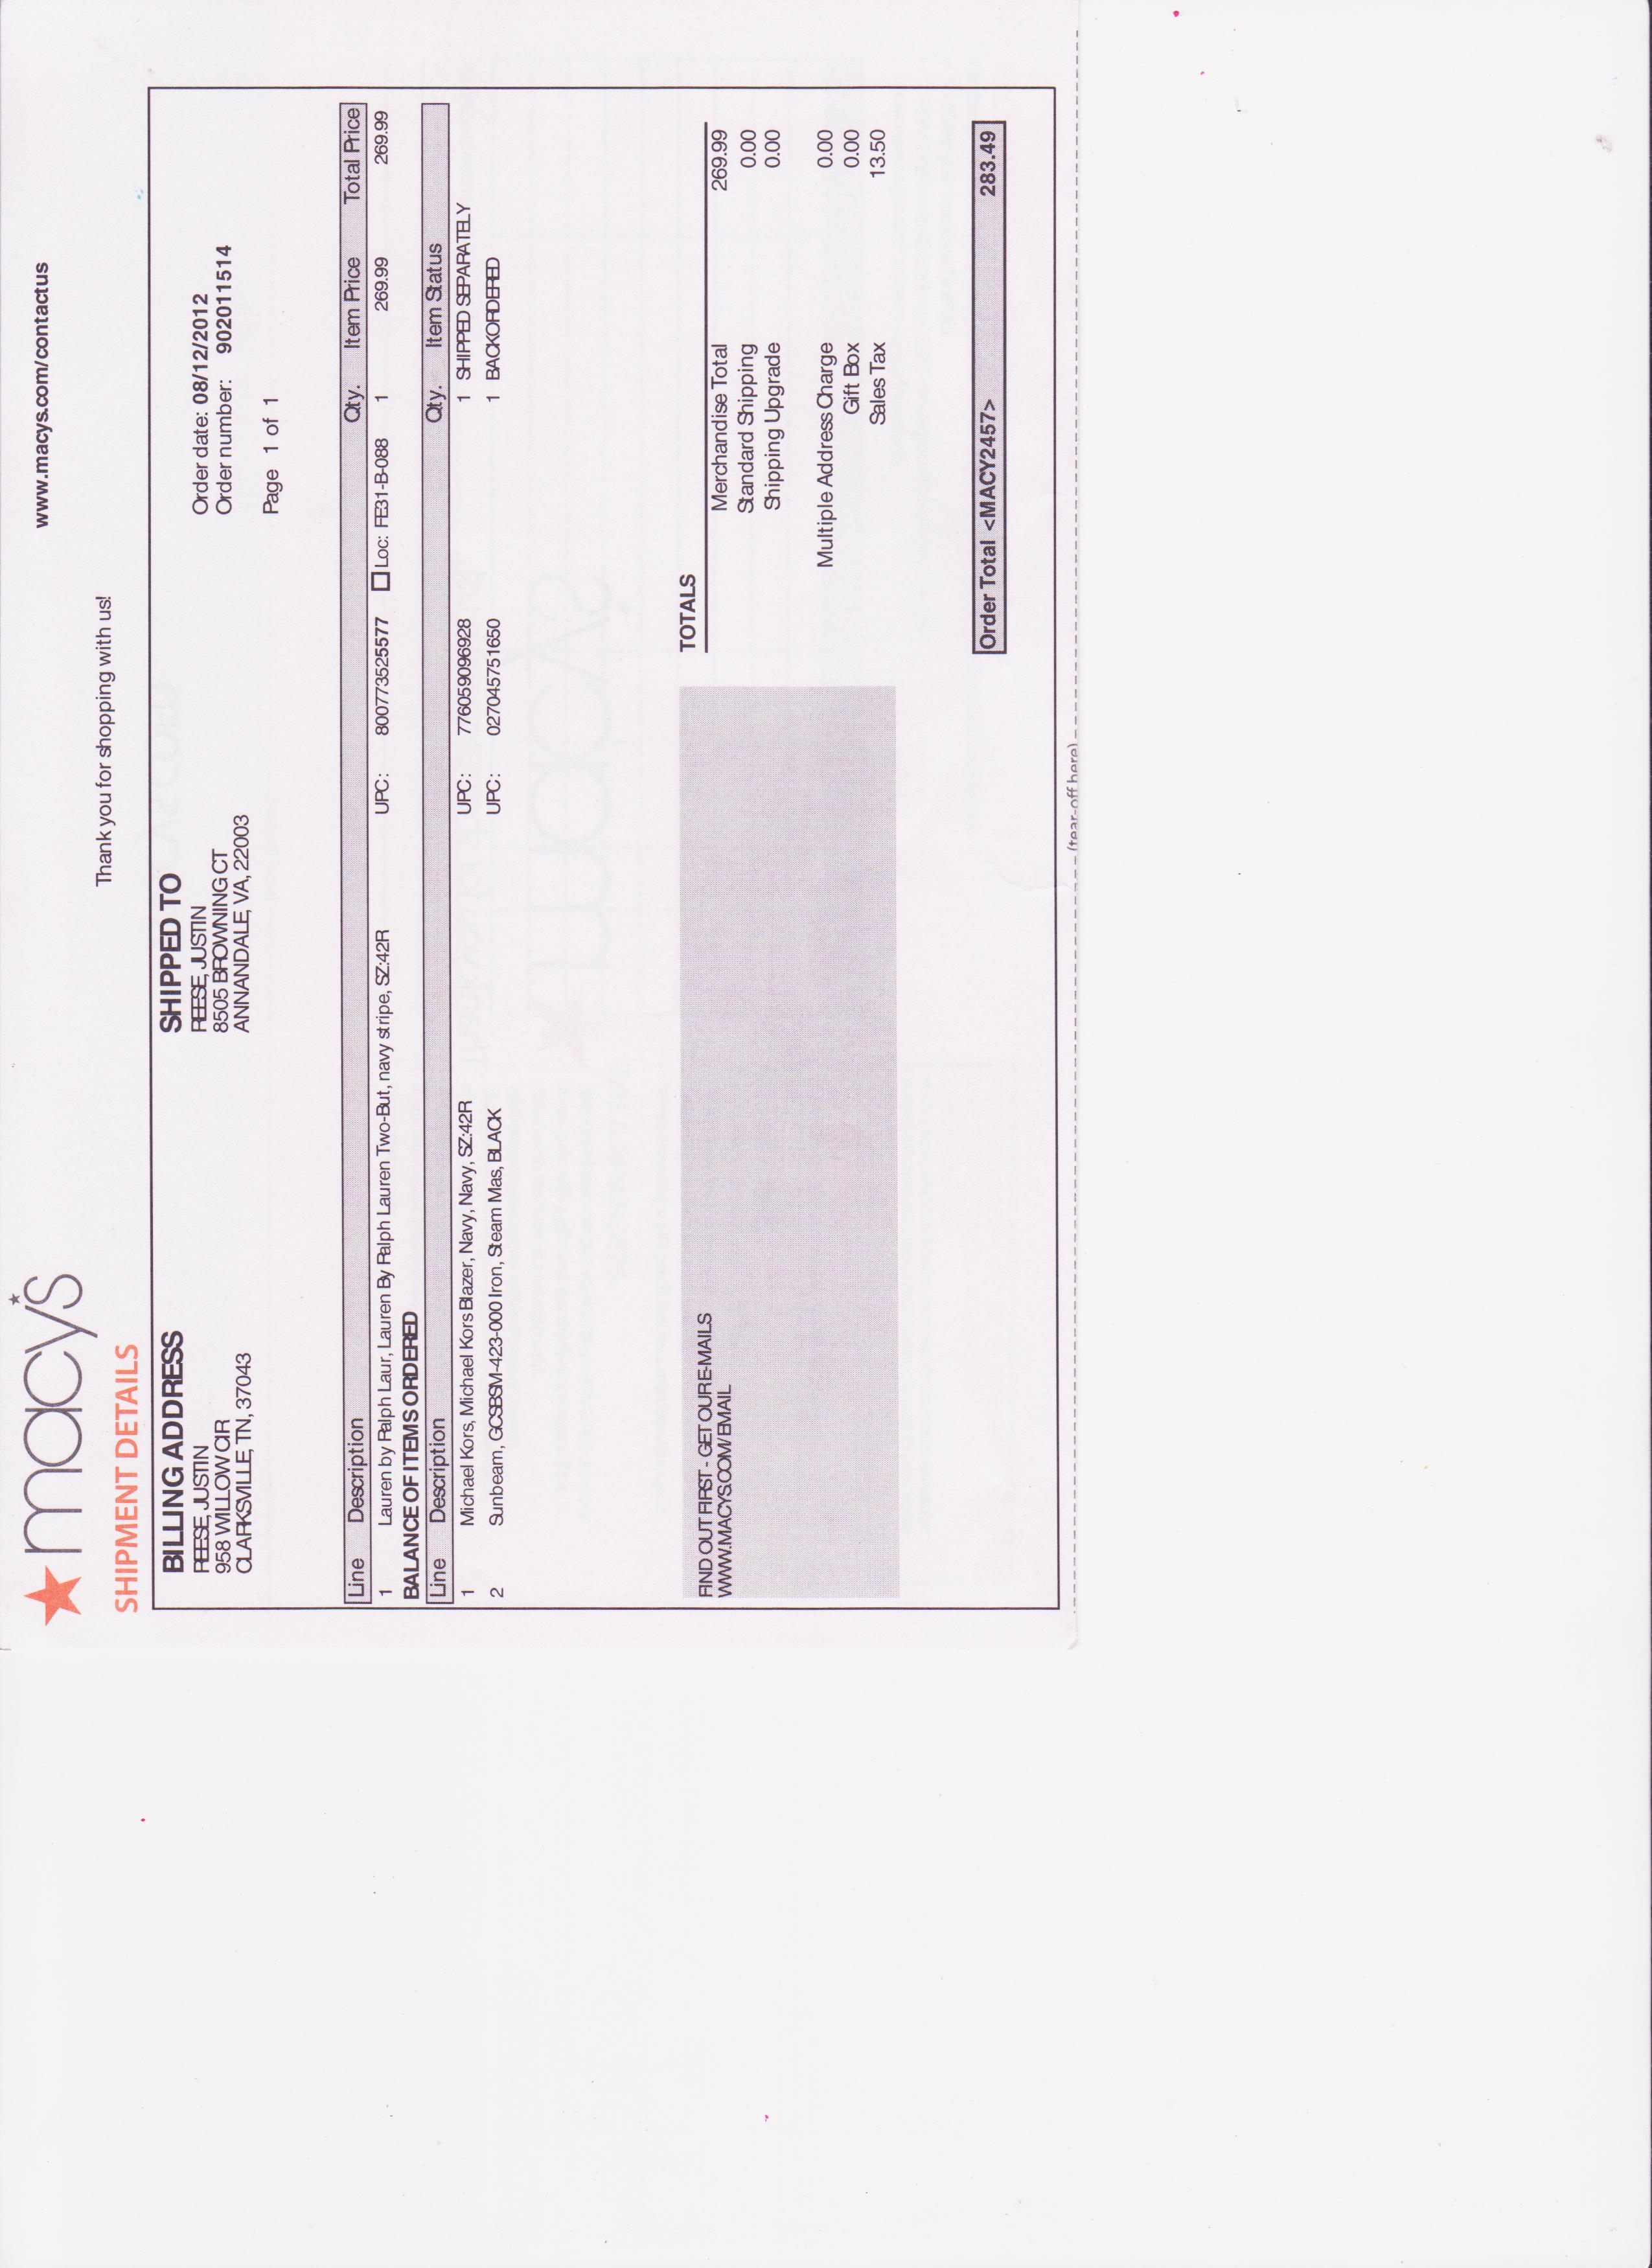 macy's
www.macys.com/contactus
SHIPMENT DETAILS
Thank you for shopping with us!
BILLING ADDRESS
REESE, JUSTIN
958 WILLOW CIR
CLARKSVILLE, TN, 37043
SHIPPED TO
REESE, JUSTIN
8505 BROWNING CT
ANNANDALE, VA, 22003
Order date: 08/12/2012
Order number: 902011514
Page 1 of 1
Line Description Qty. Item Price Total Price
1 Lauren by Ralph Laur, Lauren By Ralph Lauren Two-But, navy stripe, SZ:42R UPC: 800773525577 Loc: FE31-B-088 1 269.99 269.99
BALANCE OF ITEMS ORDERED
Line Description Qty. Item Status
1 Michael Kors, Michael Kors Blazer, Navy, Navy, SZ:42R UPC: 776059096928 1 SHIPPED SEPARATELY
2 Sunbeam, GCSBSM-423-000 Iron, Steam Mas, BLACK UPC: 027045751650 1 BACKORDERED
FIND OUT FIRST - GET OUR E-MAILS
WWW.MACYS.COM/EMAIL
TOTALS
Merchandise Total 269.99
Standard Shipping 0.00
Shipping Upgrade 0.00
Multiple Address Charge 0.00
Gift Box 0.00
Sales Tax 13.50
Order Total <MACY2457> 283.49
(tear-off here)